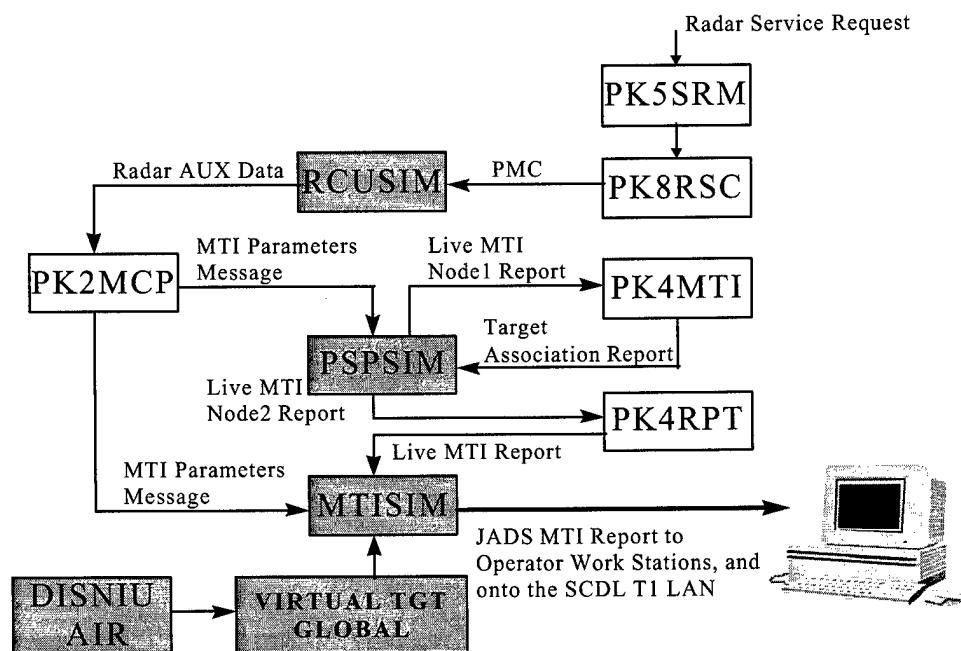 Radar Service Request
PK5SRM
Radar AUX Data
RCUSIM
PMC
PK8RSC
PK2MCP
MTI Parameters
Message
Live MTI
Node1 Report
PK4MTI
PSPSIM
Target
Association Report
Live MTI
Node2 Report
PK4RPT
Live MTI Report
MTI Parameters
Message
MTISIM
JADS MTI Report to
Operator Work Stations, and
onto the SCDL T1 LAN
DISNIU
AIR
VIRTUAL TGT
GLOBAL